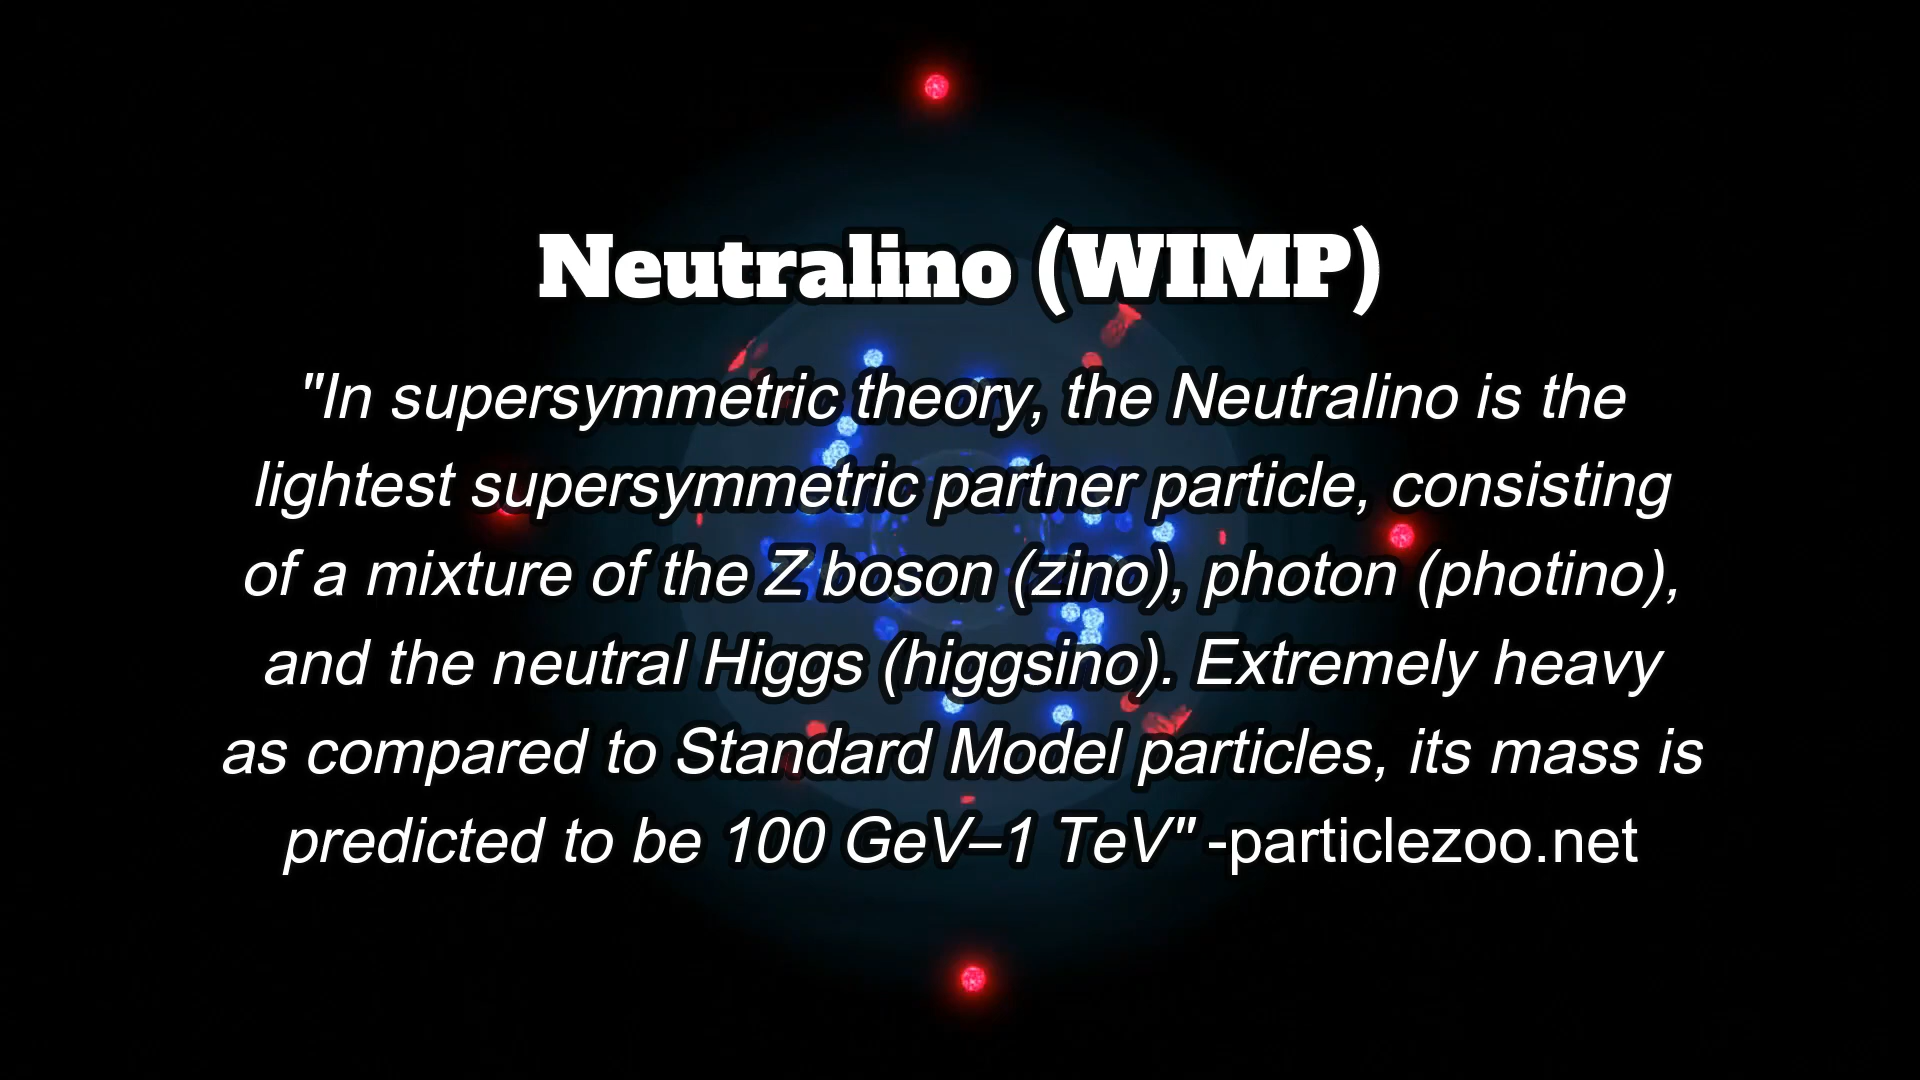 Neutralino (WIMP)
"In supersymmetric theory, the Neutralino is the
lightest supersymmetric partner particle, consisting
of a mixture of the Z boson (zino), photon (photino),
and the neutral Higgs (higgsino). Extremely heavy
as compared to Standard Model particles, its mass is
predicted to be 100 GeV–1 TeV" -particlezoo.net